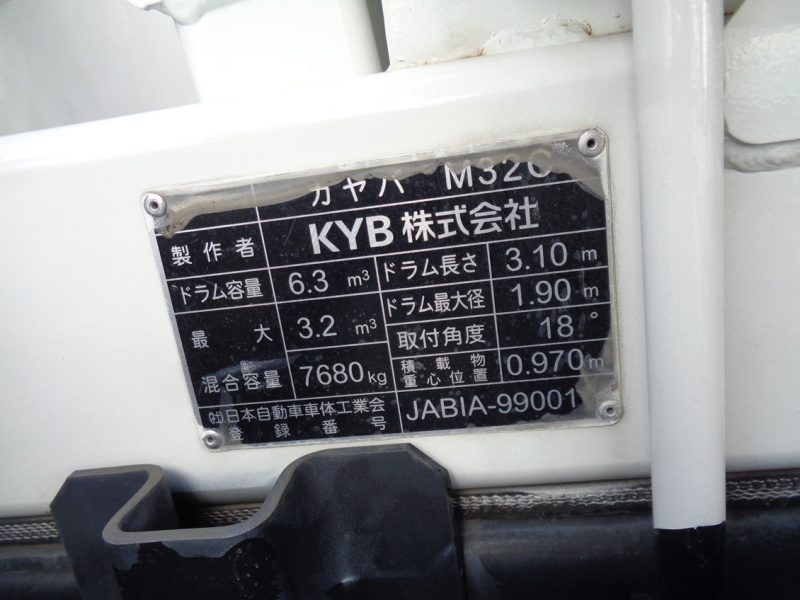 カヤバ M32C
製作者 KYB株式会社
ドラム容量 6.3 m³ ドラム長さ 3.10 m
最大 3.2 m³ ドラム最大径 1.90 m
混合容量 7680 kg 取付角度 18°
積載物重心位置 0.970 m
(社)日本自動車車体工業会
登録番号 JABIA-99001